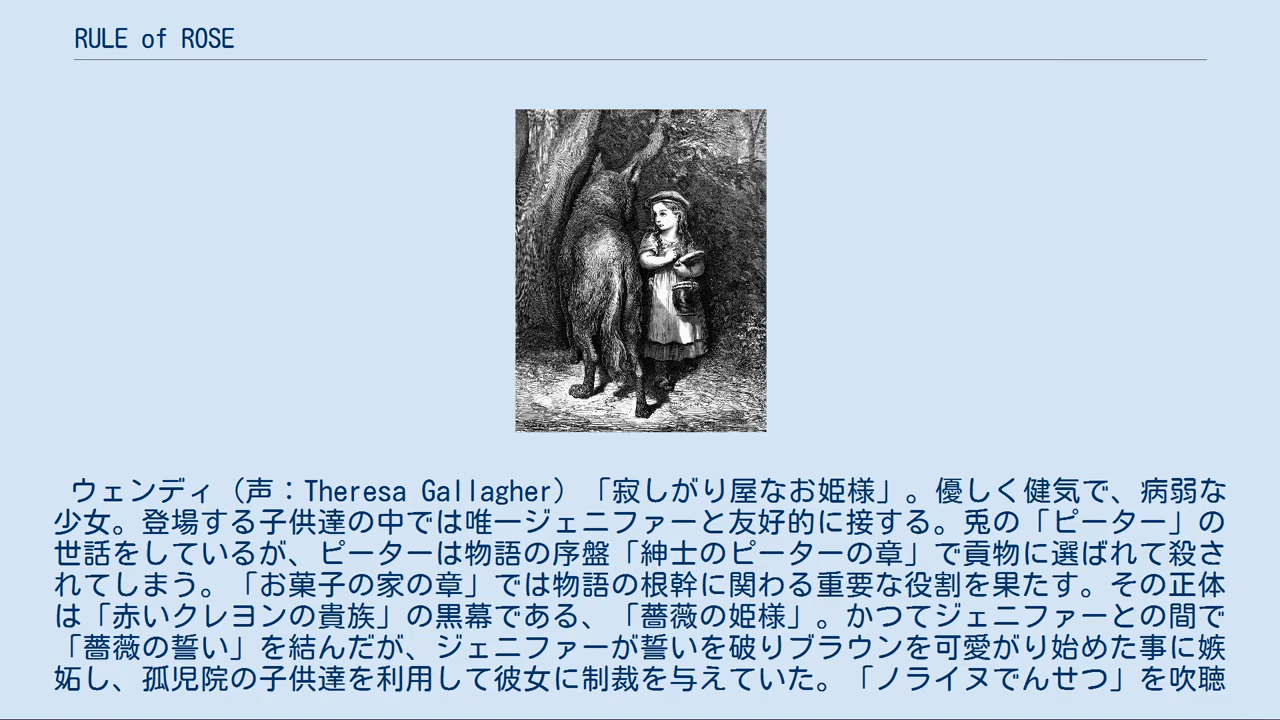 RULE of ROSE
ウェンディ（声：Theresa Gallagher）「寂しがり屋なお姫様」。優しく健気で、病弱な
少女。登場する子供達の中では唯一ジェニファーと友好的に接する。兎の「ピーター」の
世話をしているが、ピーターは物語の序盤「紳士のピーターの章」で貢物に選ばれて殺さ
れてしまう。「お菓子の家の章」では物語の根幹に関わる重要な役割を果たす。その正体
は「赤いクレヨンの貴族」の黒幕である、「薔薇の姫様」。かつてジェニファーとの間で
「薔薇の誓い」を結んだが、ジェニファーが誓いを破りブラウンを可愛がり始めた事に嫉
妬し、孤児院の子供達を利用して彼女に制裁を与えていた。「ノライヌでんせつ」を吹聴